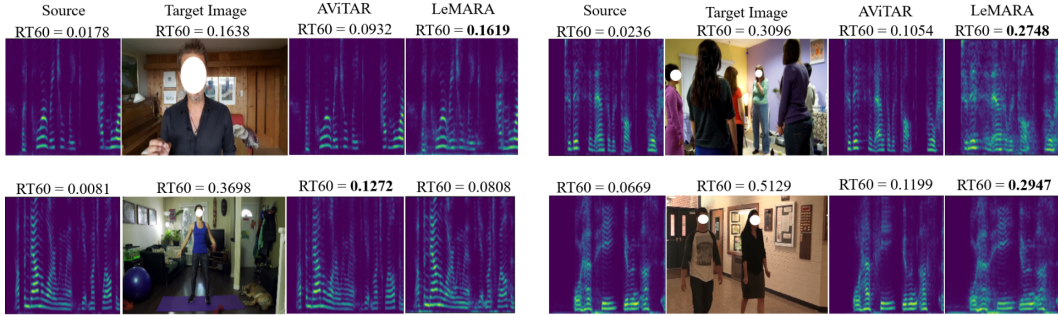 Source Target Image AViTAR LeMARA
RT60 = 0.0178 RT60 = 0.1638 RT60 = 0.0932 RT60 = 0.1619
Source Target Image AViTAR LeMARA
RT60 = 0.0236 RT60 = 0.3096 RT60 = 0.1054 RT60 = 0.2748
RT60 = 0.0081 RT60 = 0.3698 RT60 = 0.1272 RT60 = 0.0808
RT60 = 0.0669 RT60 = 0.5129 RT60 = 0.1199 RT60 = 0.2947